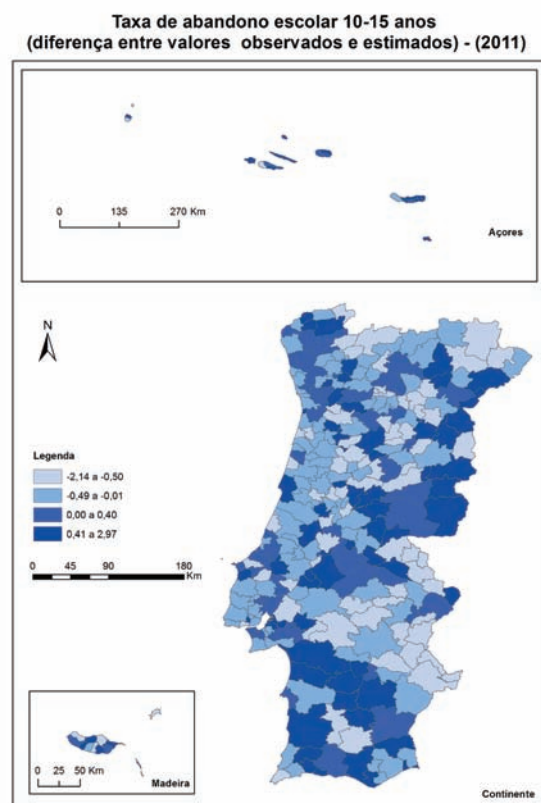 Taxa de abandono escolar 10-15 anos
(diferença entre valores observados e estimados) - (2011)
0 135 270 Km
Açores
N
Legenda
-2,14 a -0,50
-0,49 a -0,01
0,00 a 0,40
0,41 a 2,97
0 45 90 180
Km
0 25 50 Km
Madeira
Continente